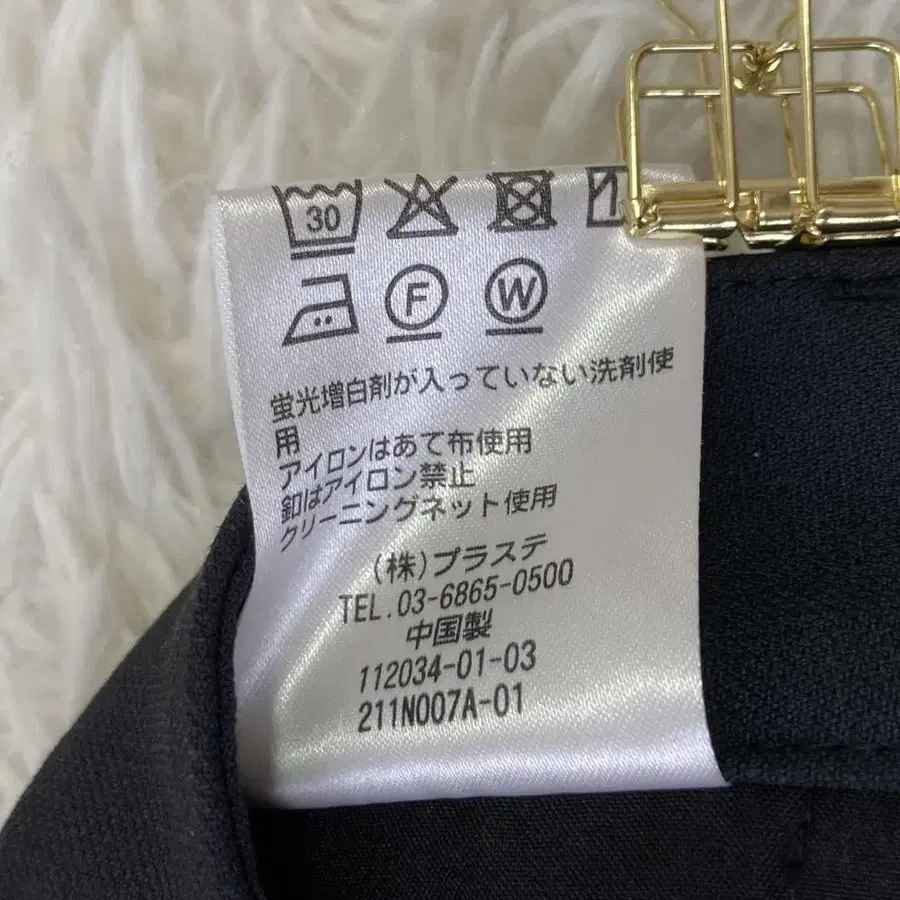 30
F W
蛍光増白剤が入っていない洗剤使
用
アイロンはあて布使用
釦はアイロン禁止
クリーニングネット使用
(株)プラステ
TEL.03-6865-0500
中国製
112034-01-03
211N007A-01